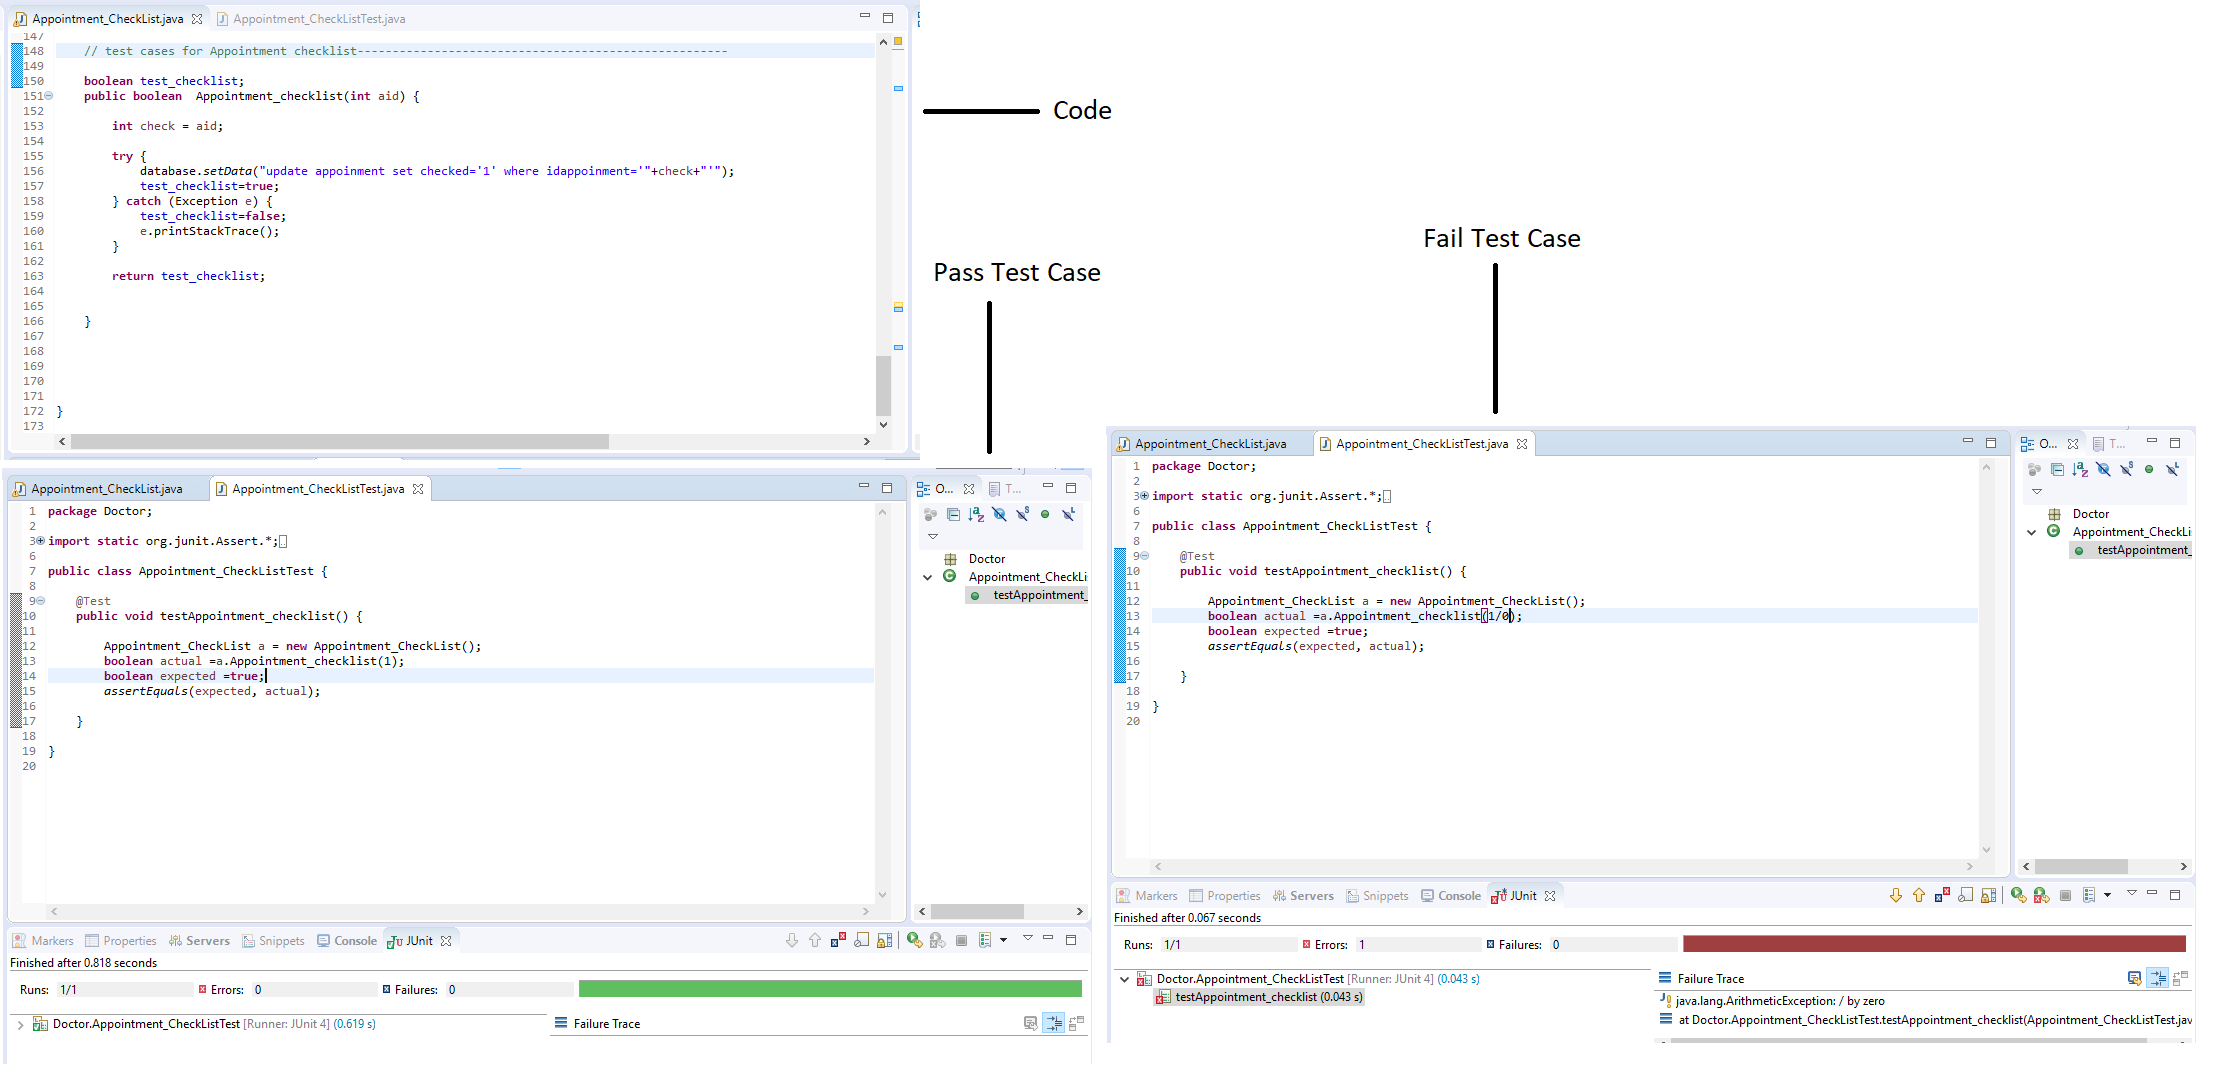 Appointment_CheckList.java
Appointment_CheckListTest.java
147
148 // test cases for Appointment checklist-----------------------------------------------------
149
150 boolean test_checklist;
151 public boolean  Appointment_checklist(int aid) {
152
153 int check = aid;
154
155 try {
156 database.setData("update appoinment set checked='1' where idappoinment='"+check+"'");
157 test_checklist=true;
158 } catch (Exception e) {
159 test_checklist=false;
160 e.printStackTrace();
161 }
162
163 return test_checklist;
164
165
166 }
167
168
169
170
171
172 }
173
Code
Pass Test Case
Fail Test Case
Appointment_CheckList.java
Appointment_CheckListTest.java
O...
T...
1 package Doctor;
2
3 import static org.junit.Assert.*;
6
7 public class Appointment_CheckListTest {
8
9 @Test
10 public void testAppointment_checklist() {
11
12 Appointment_CheckList a = new Appointment_CheckList();
13 boolean actual =a.Appointment_checklist(1);
14 boolean expected =true;
15 assertEquals(expected, actual);
16
17 }
18
19 }
20
Doctor
Appointment_CheckLi
testAppointment_
Markers
Properties
Servers
Snippets
Console
JUnit
Finished after 0.818 seconds
Runs: 1/1
Errors: 0
Failures: 0
Doctor.Appointment_CheckListTest [Runner: JUnit 4] (0.619 s)
Failure Trace
Appointment_CheckList.java
Appointment_CheckListTest.java
O...
T...
1 package Doctor;
2
3 import static org.junit.Assert.*;
6
7 public class Appointment_CheckListTest {
8
9 @Test
10 public void testAppointment_checklist() {
11
12 Appointment_CheckList a = new Appointment_CheckList();
13 boolean actual =a.Appointment_checklist(1/0);
14 boolean expected =true;
15 assertEquals(expected, actual);
16
17 }
18
19 }
20
Doctor
Appointment_CheckLi
testAppointment_
Markers
Properties
Servers
Snippets
Console
JUnit
Finished after 0.067 seconds
Runs: 1/1
Errors: 1
Failures: 0
Doctor.Appointment_CheckListTest [Runner: JUnit 4] (0.043 s)
testAppointment_checklist (0.043 s)
Failure Trace
java.lang.ArithmeticException: / by zero
at Doctor.Appointment_CheckListTest.testAppointment_checklist(Appointment_CheckListTest.jav